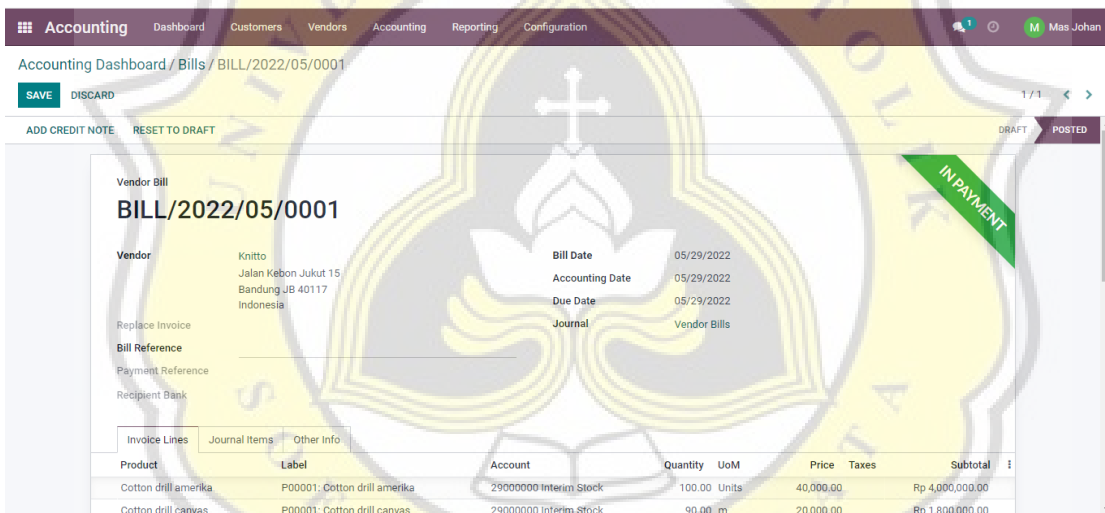 Accounting Dashboard Customers Vendors Accounting Reporting Configuration 1 M Mas Johan
Accounting Dashboard / Bills / BILL/2022/05/0001
SAVE DISCARD 1 / 1
ADD CREDIT NOTE RESET TO DRAFT DRAFT POSTED
IN PAYMENT
Vendor Bill
BILL/2022/05/0001
Vendor Knitto Bill Date 05/29/2022
Jalan Kebon Jukut 15 Accounting Date 05/29/2022
Bandung JB 40117
Indonesia Due Date 05/29/2022
Replace Invoice Journal Vendor Bills
Bill Reference
Payment Reference
Recipient Bank
Invoice Lines Journal Items Other Info
Product Label Account Quantity UoM Price Taxes Subtotal
Cotton drill amerika P00001: Cotton drill amerika 29000000 Interim Stock 100.00 Units 40,000.00 Rp 4,000,000.00
Cotton drill canvas P00001: Cotton drill canvas 29000000 Interim Stock 90.00 m 20,000.00 Rp 1,800,000.00